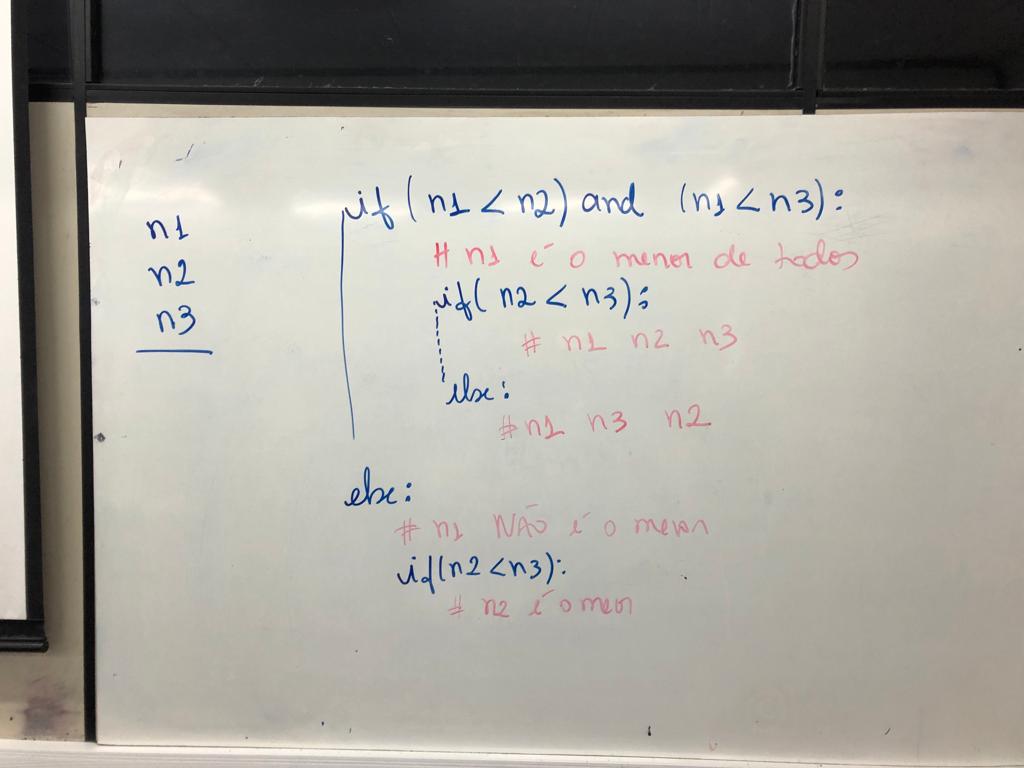 n1
n2
n3
if (n1 < n2) and (n1 < n3):
# n1 é o menor de todos
if( n2 < n3):
# n1 n2 n3
else:
#n1 n3 n2
else:
# n1 NÃO é o menor
if(n2<n3):
# n2 é o menor